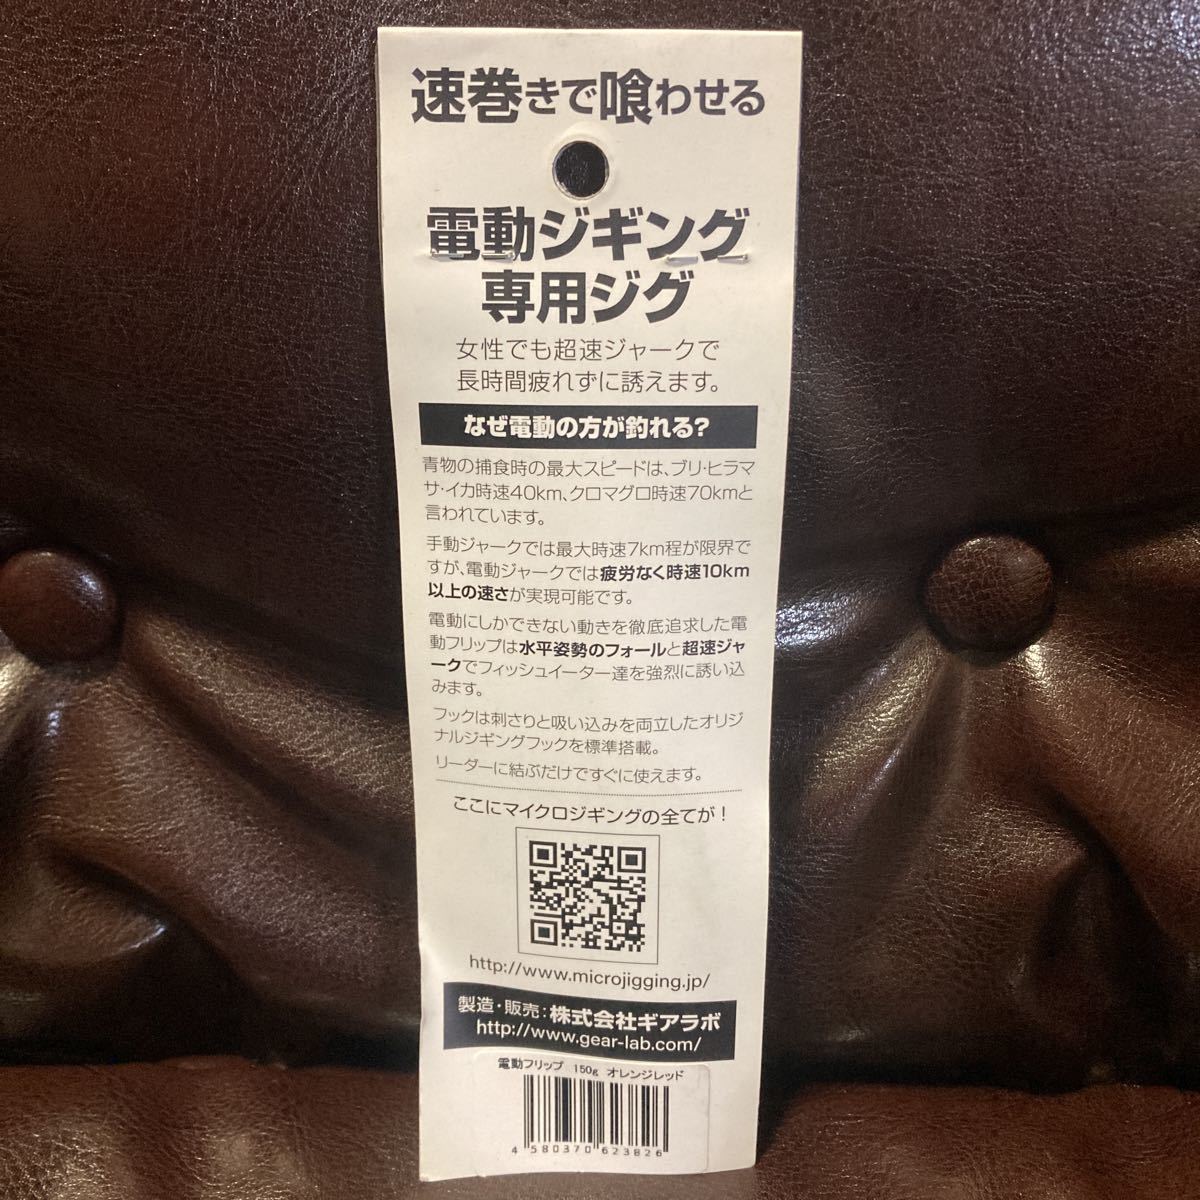 速巻きで喰わせる
電動ジギング
専用ジグ
女性でも超速ジャークで
長時間疲れずに誘えます。
なぜ電動の方が釣れる?
青物の捕食時の最大スピードは、ブリ・ヒラマ
サ・イカ時速40km、クロマグロ時速70kmと
言われています。
手動ジャークでは最大時速7km程が限界で
すが、電動ジャークでは疲労なく時速10km
以上の速さが実現可能です。
電動にしかできない動きを徹底追求した電
動フリップは水平姿勢のフォールと超速ジャ
ークでフィッシュイーター達を強烈に誘い込
みます。
フックは刺さりと吸い込みを両立したオリジ
ナルジギングフックを標準搭載。
リーダーに結ぶだけですぐに使えます。
ここにマイクロジギングの全てが!
http://www.microjigging.jp/
製造・販売:株式会社ギアラボ
http://www.gear-lab.com/
電動フリップ 150g オレンジレッド
4 580370 623826